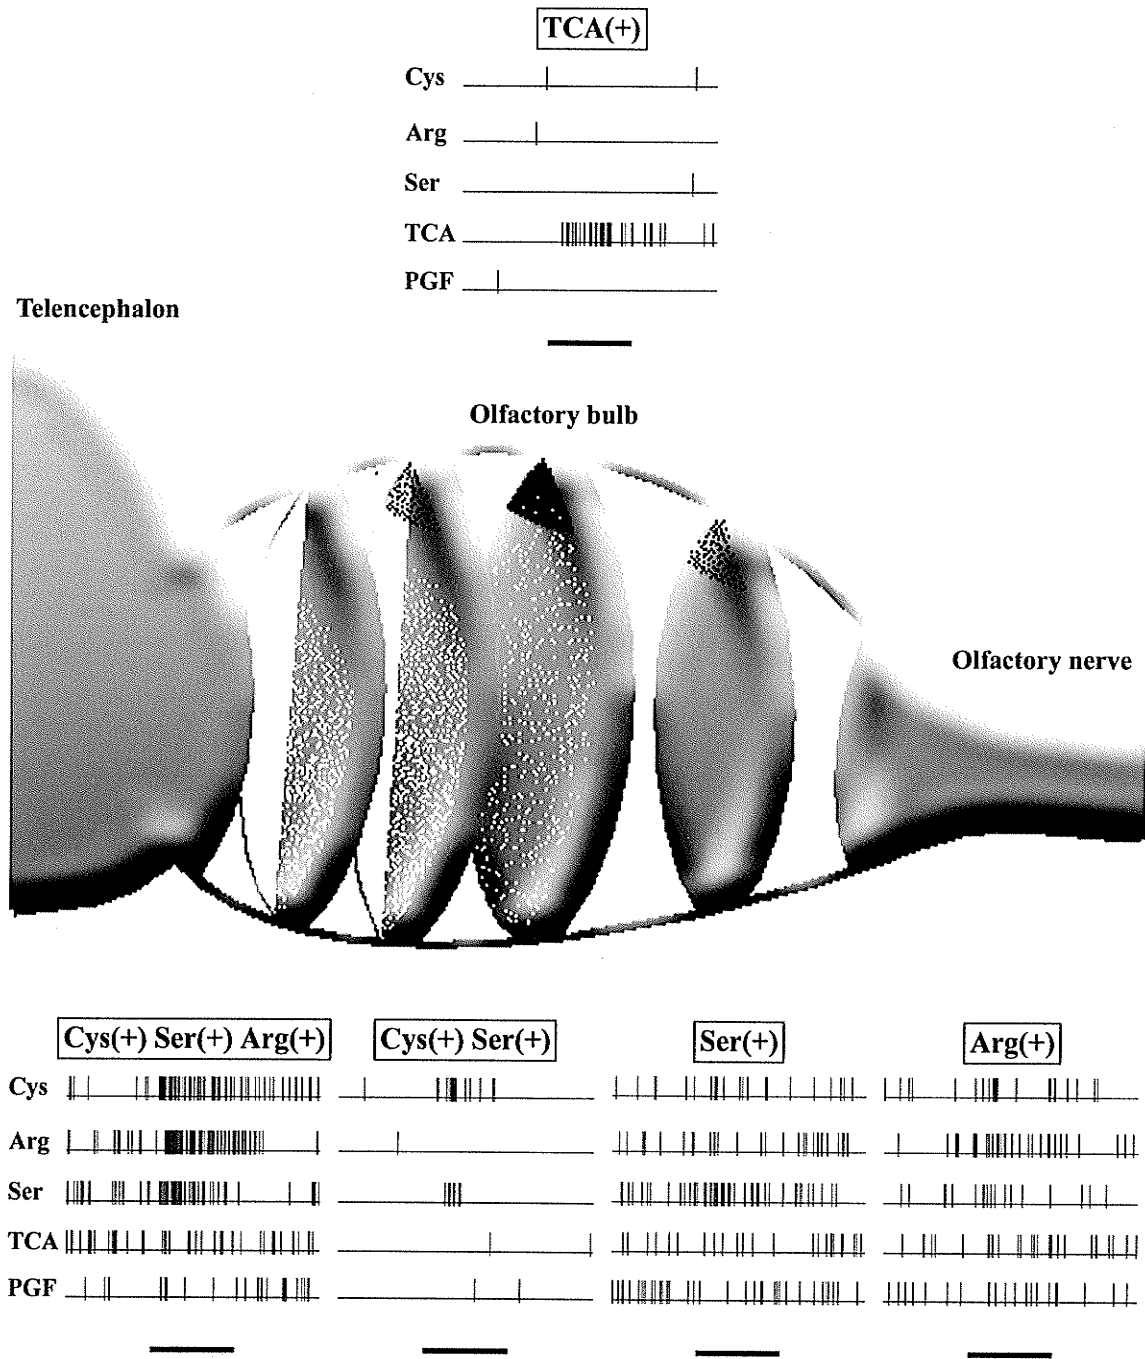 TCA(+)
Cys
Arg
Ser
TCA
PGF
Telencephalon
Olfactory bulb
Olfactory nerve
Cys(+) Ser(+) Arg(+)
Cys(+) Ser(+)
Ser(+)
Arg(+)
Cys
Arg
Ser
TCA
PGF